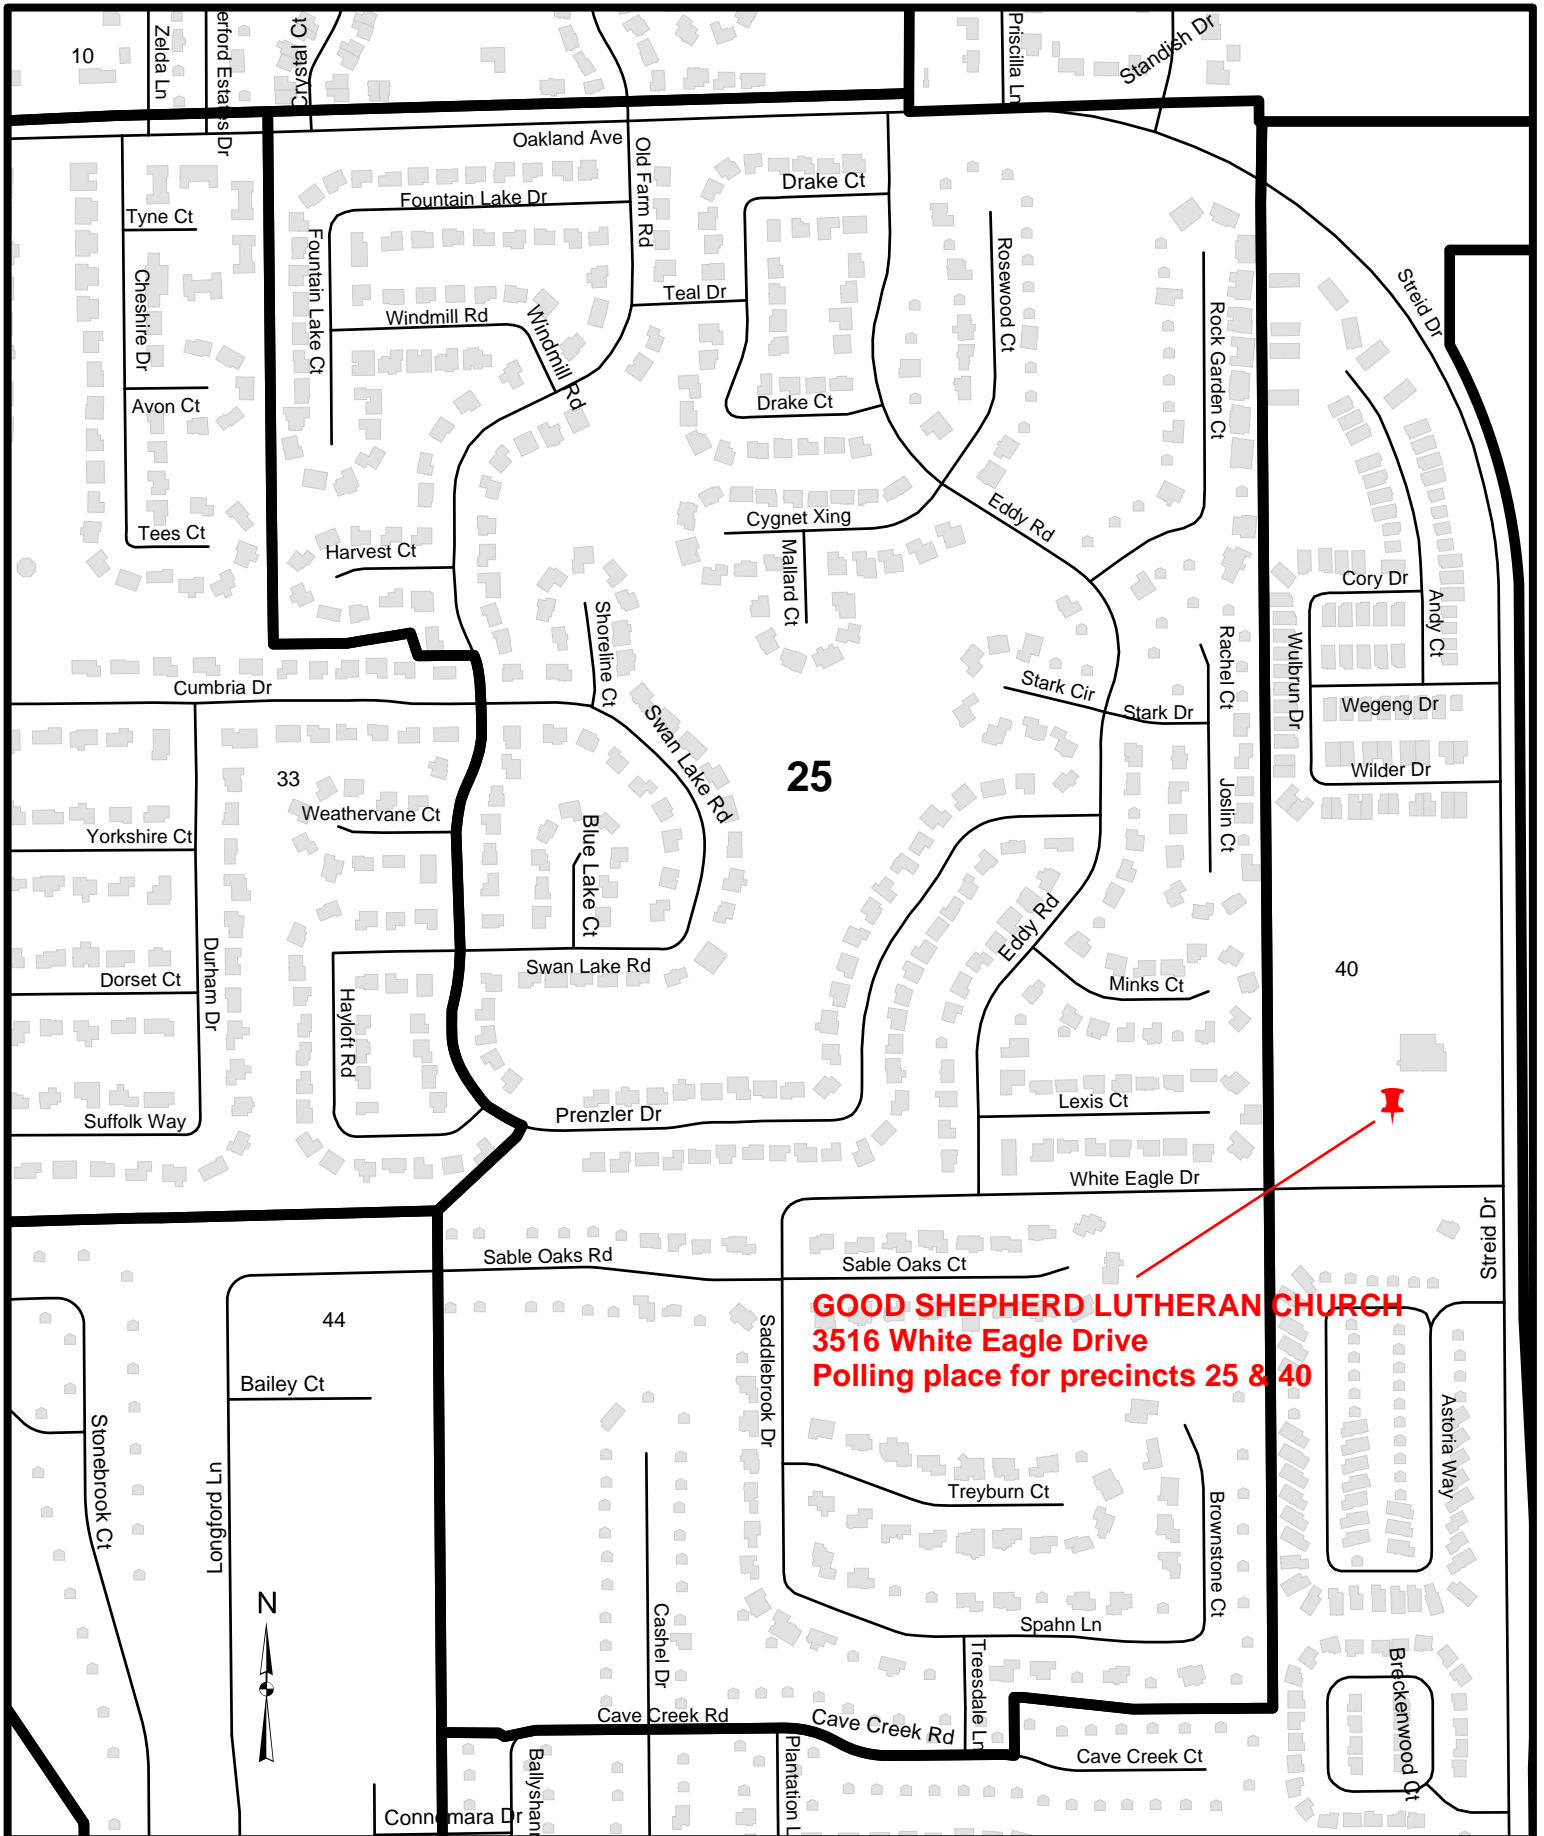 10
Zelda Ln
erford Estates Dr
Crystal Ct
Priscilla Ln
Standish Dr
Oakland Ave
Old Farm Rd
Drake Ct
Fountain Lake Dr
Tyne Ct
Fountain Lake Ct
Rosewood Ct
Cheshire Dr
Teal Dr
Streid Dr
Windmill Rd
Windmill Rd
Rock Garden Ct
Avon Ct
Drake Ct
Cygnet Xing
Eddy Rd
Tees Ct
Harvest Ct
Mallard Ct
Cory Dr
Andy Ct
Shoreline Ct
Rachel Ct
Wulbrun Dr
Cumbria Dr
Stark Cir
Stark Dr
Wegeng Dr
Swan Lake Rd
25
33
Wilder Dr
Weathervane Ct
Joslin Ct
Yorkshire Ct
Blue Lake Ct
Eddy Rd
Durham Dr
Swan Lake Rd
40
Dorset Ct
Minks Ct
Hayloft Rd
Lexis Ct
Prenzler Dr
Suffolk Way
White Eagle Dr
Streid Dr
Sable Oaks Rd
Sable Oaks Ct
GOOD SHEPHERD LUTHERAN CHURCH
3516 White Eagle Drive
Polling place for precincts 25 & 40
44
Saddlebrook Dr
Bailey Ct
Astoria Way
Stonebrook Ct
Longford Ln
Treyburn Ct
Brownstone Ct
N
Cashel Dr
Spahn Ln
Treesdale Ln
Breckenwood Ct
Cave Creek Rd
Cave Creek Rd
Cave Creek Ct
Plantation L
Ballyshann
Connemara Dr